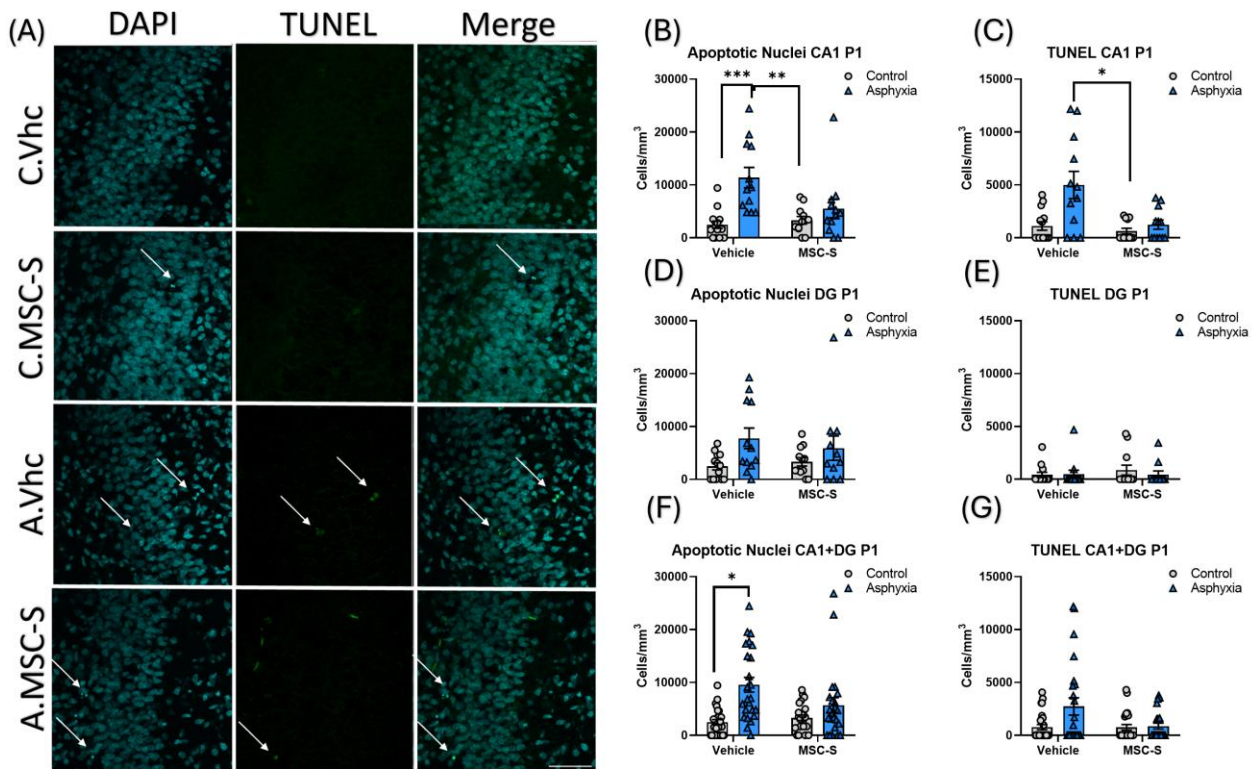 (A)
DAPI
TUNEL
Merge
C.Vhc
C.MSC-S
A.Vhc
A.MSC-S
(B)
Apoptotic Nuclei CA1 P1
Control
Asphyxia
Cells/mm³
30000
20000
10000
0
***
**
Vehicle
MSC-S
(C)
TUNEL CA1 P1
Control
Asphyxia
Cells/mm³
15000
10000
5000
0
*
Vehicle
MSC-S
(D)
Apoptotic Nuclei DG P1
Control
Asphyxia
Cells/mm³
30000
20000
10000
0
Vehicle
MSC-S
(E)
TUNEL DG P1
Control
Asphyxia
Cells/mm³
15000
10000
5000
0
Vehicle
MSC-S
(F)
Apoptotic Nuclei CA1+DG P1
Control
Asphyxia
Cells/mm³
30000
20000
10000
0
*
Vehicle
MSC-S
(G)
TUNEL CA1+DG P1
Control
Asphyxia
Cells/mm³
15000
10000
5000
0
Vehicle
MSC-S